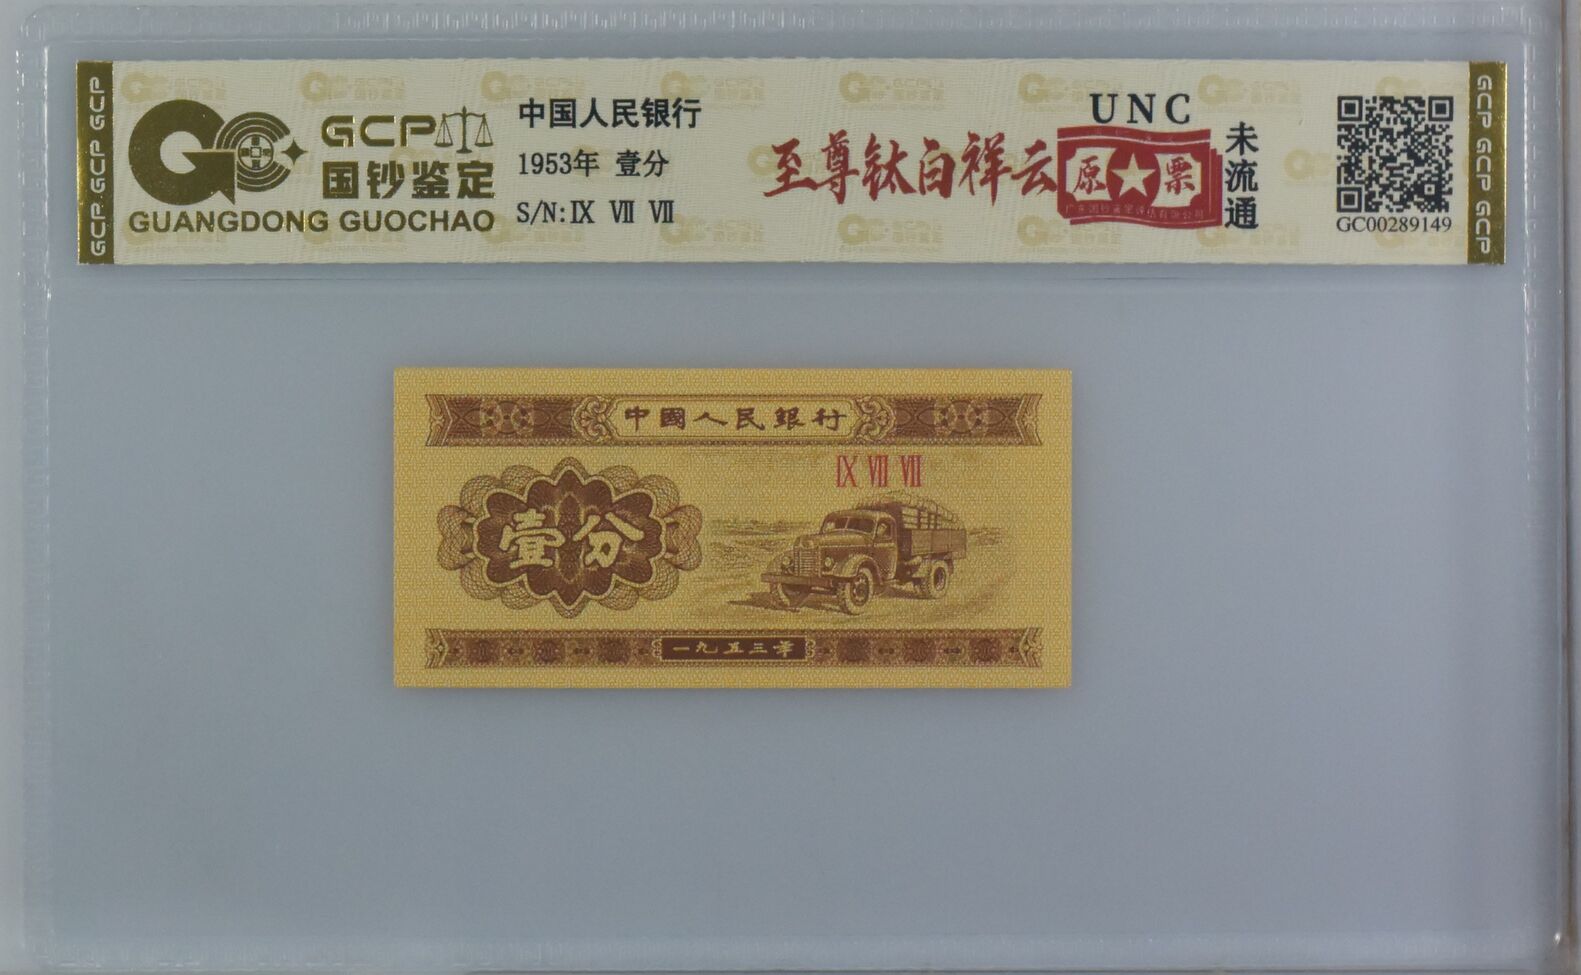 GCP GCP GCP
GCP
国钞鉴定
GUANGDONG GUOCHAO
中国人民银行
1953年 壹分
S/N:Ⅸ Ⅶ Ⅶ
至尊钛白祥云
原★票
UNC
未流通
GC00289149
GCP GCP GCP
中國人民銀行
Ⅸ Ⅶ Ⅶ
壹分
一九五三年